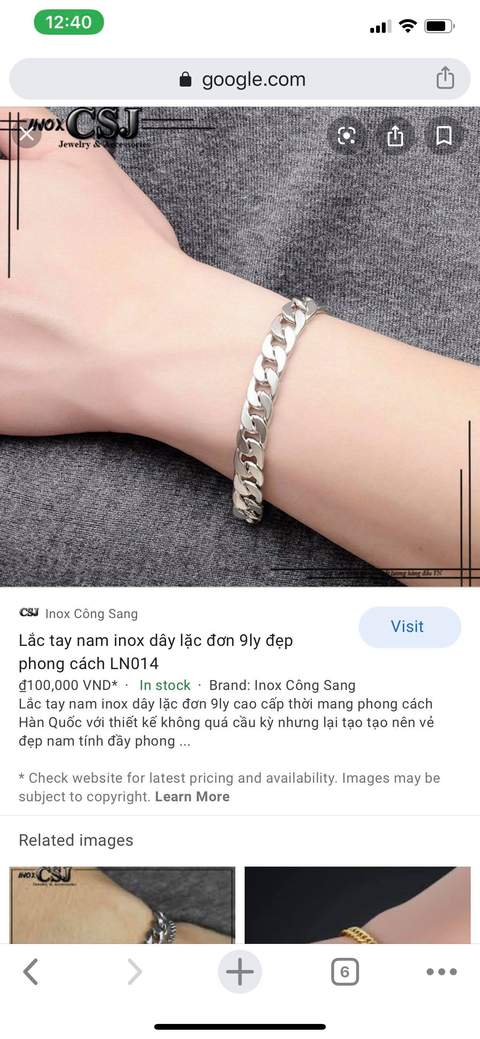 12:40
google.com
INOX CSJ
Jewelry & Accessories
CSJ Inox Công Sang
Visit
Lắc tay nam inox dây lặc đơn 9ly đẹp
phong cách LN014
₫100,000 VND* · In stock · Brand: Inox Công Sang
Lắc tay nam inox dây lặc đơn 9ly cao cấp thời mang phong cách
Hàn Quốc với thiết kế không quá cầu kỳ nhưng lại tạo tạo nên vẻ
đẹp nam tính đầy phong ...
* Check website for latest pricing and availability. Images may be
subject to copyright. Learn More
Related images
INOX CSJ
Jewelry & Accessories
6